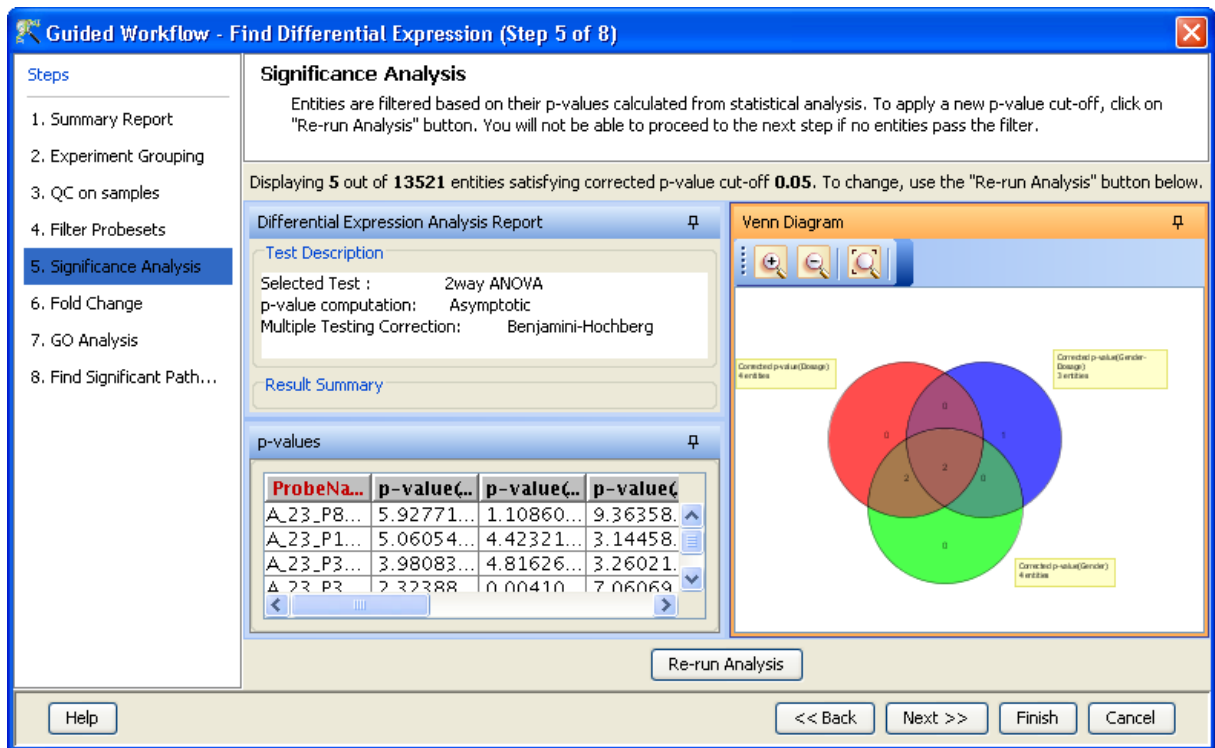 Guided Workflow - Find Differential Expression (Step 5 of 8)
Steps
1. Summary Report
2. Experiment Grouping
3. QC on samples
4. Filter Probesets
5. Significance Analysis
6. Fold Change
7. GO Analysis
8. Find Significant Path...
Significance Analysis
Entities are filtered based on their p-values calculated from statistical analysis. To apply a new p-value cut-off, click on
"Re-run Analysis" button. You will not be able to proceed to the next step if no entities pass the filter.
Displaying 5 out of 13521 entities satisfying corrected p-value cut-off 0.05. To change, use the "Re-run Analysis" button below.
Differential Expression Analysis Report
Test Description
Selected Test : 2way ANOVA
p-value computation: Asymptotic
Multiple Testing Correction: Benjamini-Hochberg
Result Summary
p-values
ProbeNa... p-value(... p-value(... p-value(
A_23_P8... 5.92771... 1.10860... 9.36358.
A_23_P1... 5.06054... 4.42321... 3.14458.
A_23_P3... 3.98083... 4.81626... 3.26021.
A_23_P3... 2.32388... 0.00410... 7.06069.
Venn Diagram
Corrected p-value(Dosage)
4 entities
Corrected p-value(Gender-
Dosage)
3 entities
0
0
1
2
2
0
0
Corrected p-value(Gender)
4 entities
Re-run Analysis
Help
<< Back
Next >>
Finish
Cancel